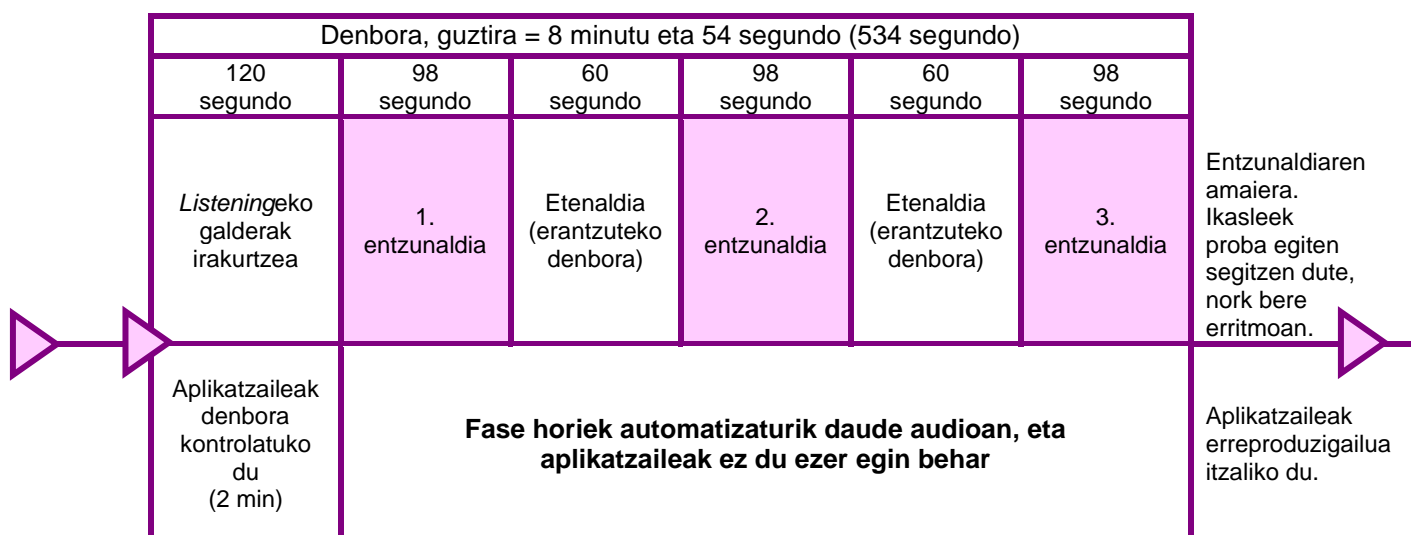 Denbora, guztira = 8 minutu eta 54 segundo (534 segundo)
120
segundo
98
segundo
60
segundo
98
segundo
60
segundo
98
segundo
Listeningeko
galderak
irakurtzea
1.
entzunaldia
Etenaldia
(erantzuteko
denbora)
2.
entzunaldia
Etenaldia
(erantzuteko
denbora)
3.
entzunaldia
Entzunaldiaren
amaiera.
Ikasleek
proba egiten
segitzen dute,
nork bere
erritmoan.
Aplikatzaileak
denbora
kontrolatuko
du
(2 min)
Fase horiek automatizaturik daude audioan, eta
aplikatzaileak ez du ezer egin behar
Aplikatzaileak
erreproduzigailua
itzaliko du.